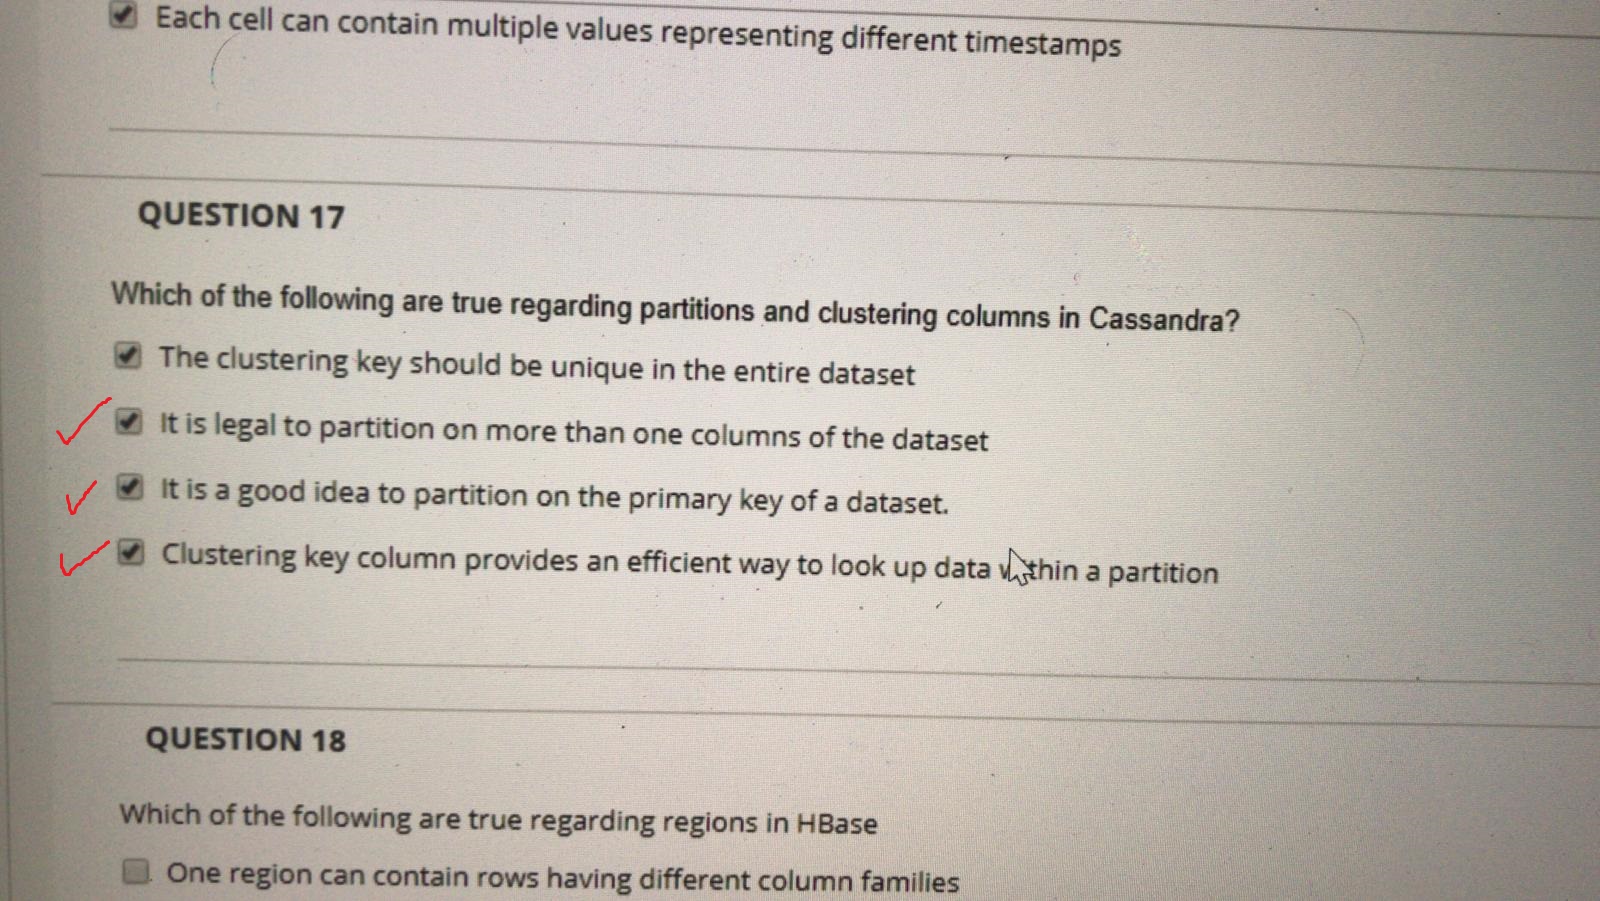 Each cell can contain multiple values representing different timestamps
QUESTION 17
Which of the following are true regarding partitions and clustering columns in Cassandra?
The clustering key should be unique in the entire dataset
It is legal to partition on more than one columns of the dataset
It is a good idea to partition on the primary key of a dataset.
Clustering key column provides an efficient way to look up data within a partition
QUESTION 18
Which of the following are true regarding regions in HBase
One region can contain rows having different column families